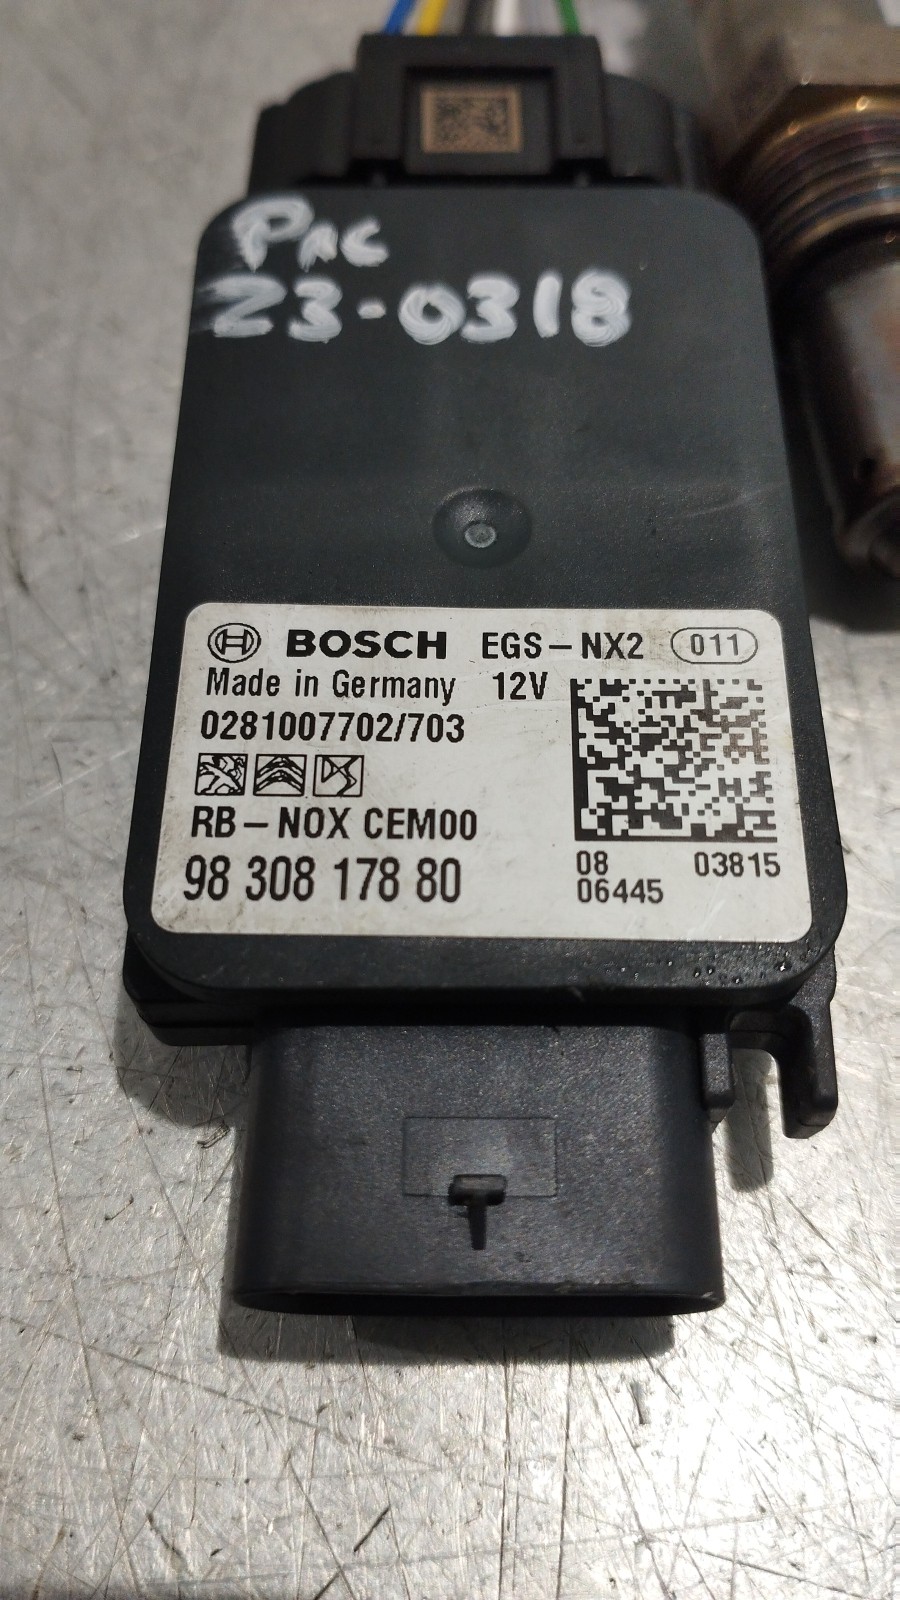 PAC
23-0318
BOSCH EGS-NX2 011
Made in Germany 12V
0281007702/703
RB-NOX CEM00
98 308 178 80
08 03815
06445